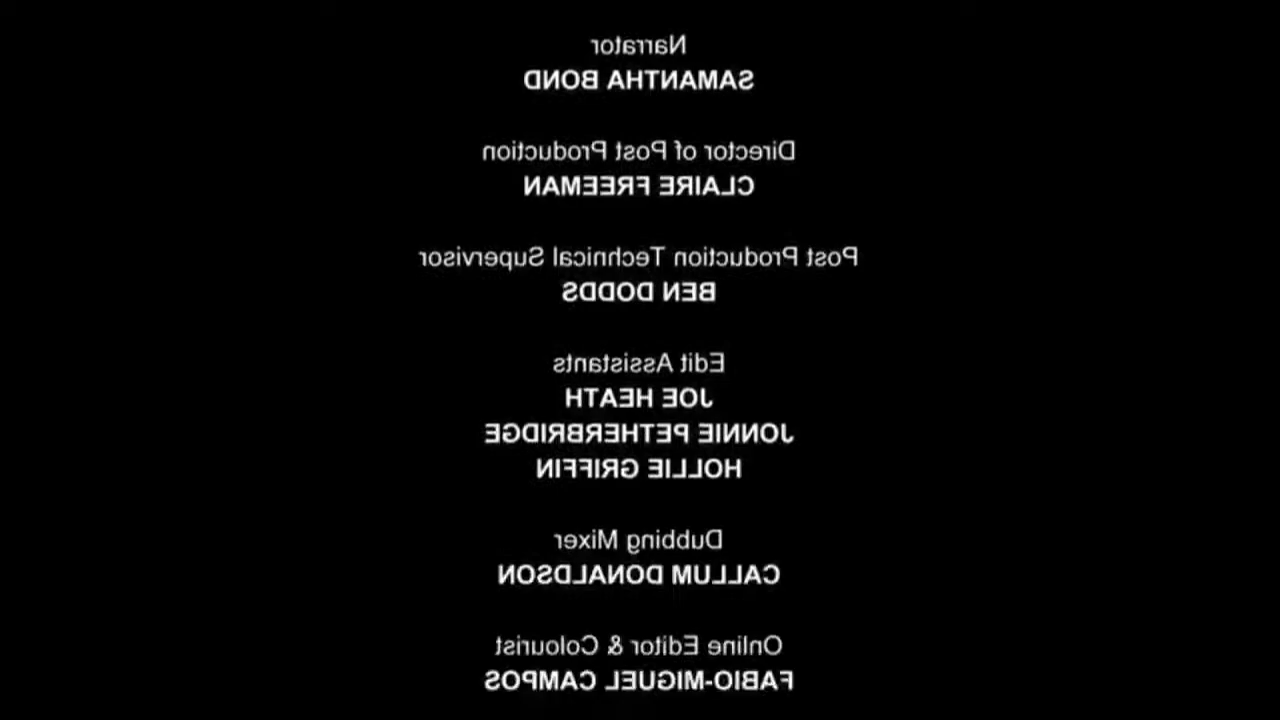 Narrator
SAMANTHA BOND
Director of Post Production
CLAIRE FREEMAN
Post Production Technical Supervisor
BEN DODDS
Edit Assistants
JOE HEATH
JONNIE PETHERBRIDGE
HOLLIE GRIFFIN
Dubbing Mixer
CALLUM DONALDSON
Online Editor & Colourist
FABIO-MIGUEL CAMPOS